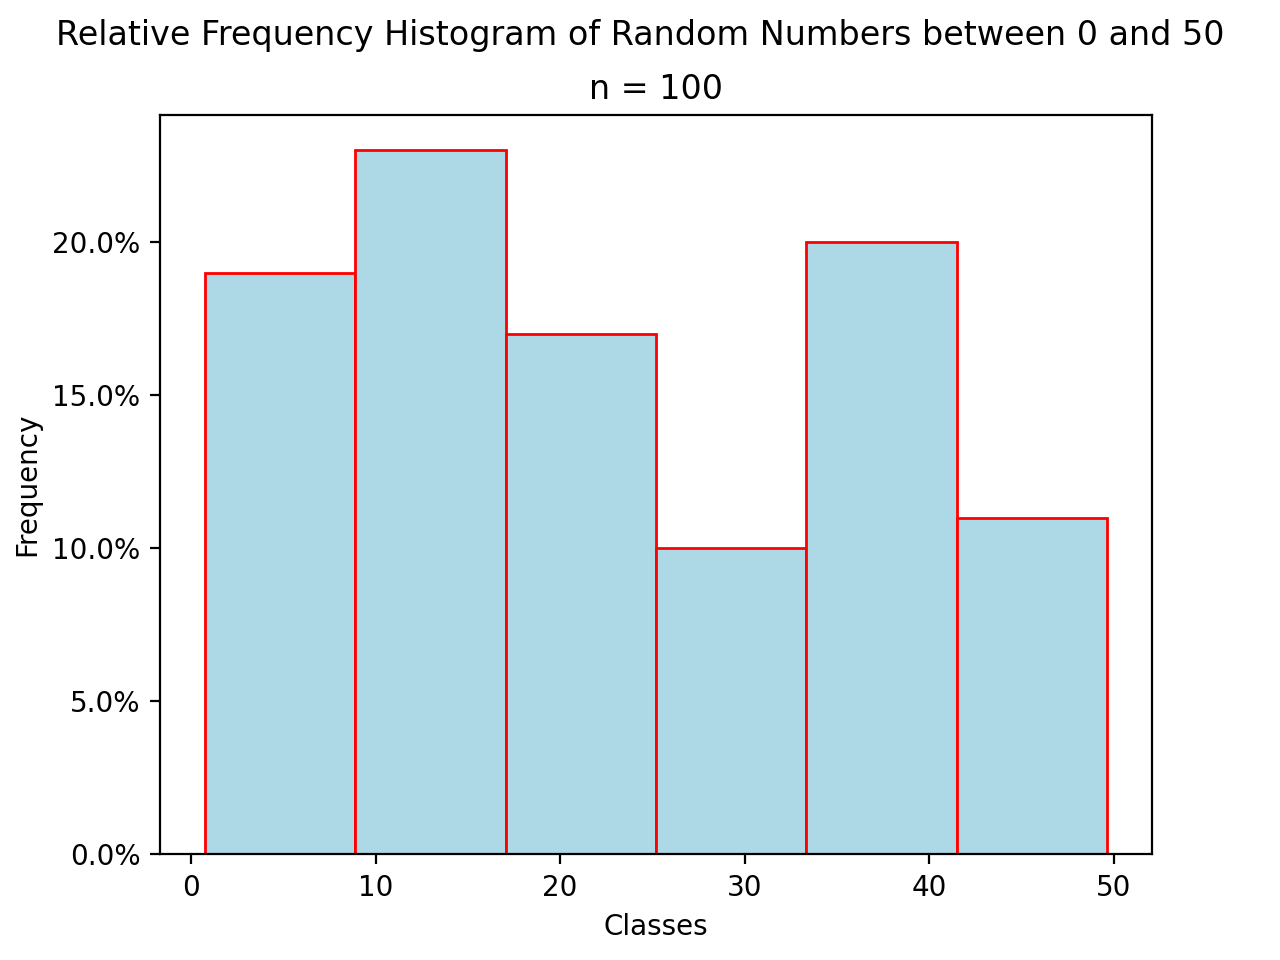 Relative Frequency Histogram of Random Numbers between 0 and 50
n = 100
20.0%
15.0%
10.0%
5.0%
0.0%
Frequency
0 10 20 30 40 50
Classes